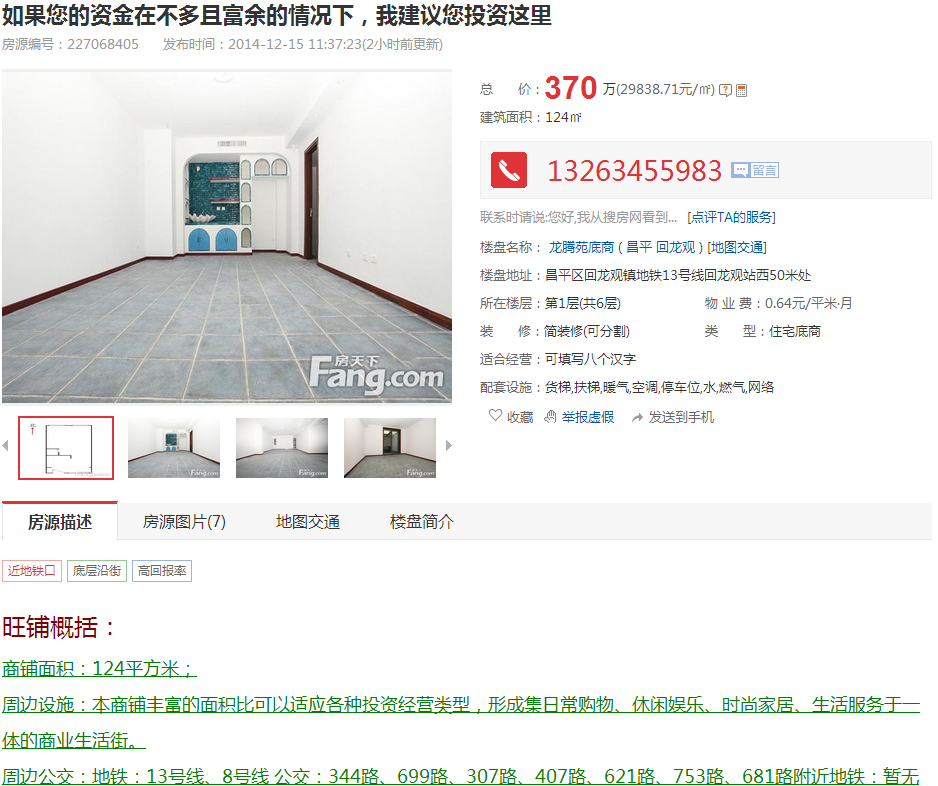 如果您的资金在不多且富余的情况下，我建议您投资这里
房源编号：227068405 发布时间：2014-12-15 11:37:23(2小时前更新)
总 价：370 万(29838.71元/㎡)
建筑面积：124㎡
13263455983 留言
联系时请说:您好,我从搜房网看到... [点评TA的服务]
楼盘名称： 龙腾苑底商 ( 昌平 回龙观 ) [地图交通]
楼盘地址：昌平区回龙观镇地铁13号线回龙观站西50米处
所在楼层：第1层(共6层) 物 业 费：0.64元/平米·月
装 修：简装修(可分割) 类 型：住宅底商
适合经营：可填写八个汉字
配套设施：货梯,扶梯,暖气,空调,停车位,水,燃气,网络
收藏 举报虚假 发送到手机
房天下
Fang.com
Fang.com
Fang.com
Fang.com
房源描述 房源图片(7) 地图交通 楼盘简介
近地铁口 底层沿街 高回报率
旺铺概括：
商铺面积：124平方米；
周边设施：本商铺丰富的面积比可以适应各种投资经营类型，形成集日常购物、休闲娱乐、时尚家居、生活服务于一
体的商业生活街。
周边公交：地铁：13号线、8号线 公交：344路、699路、307路、407路、621路、753路、681路附近地铁：暂无